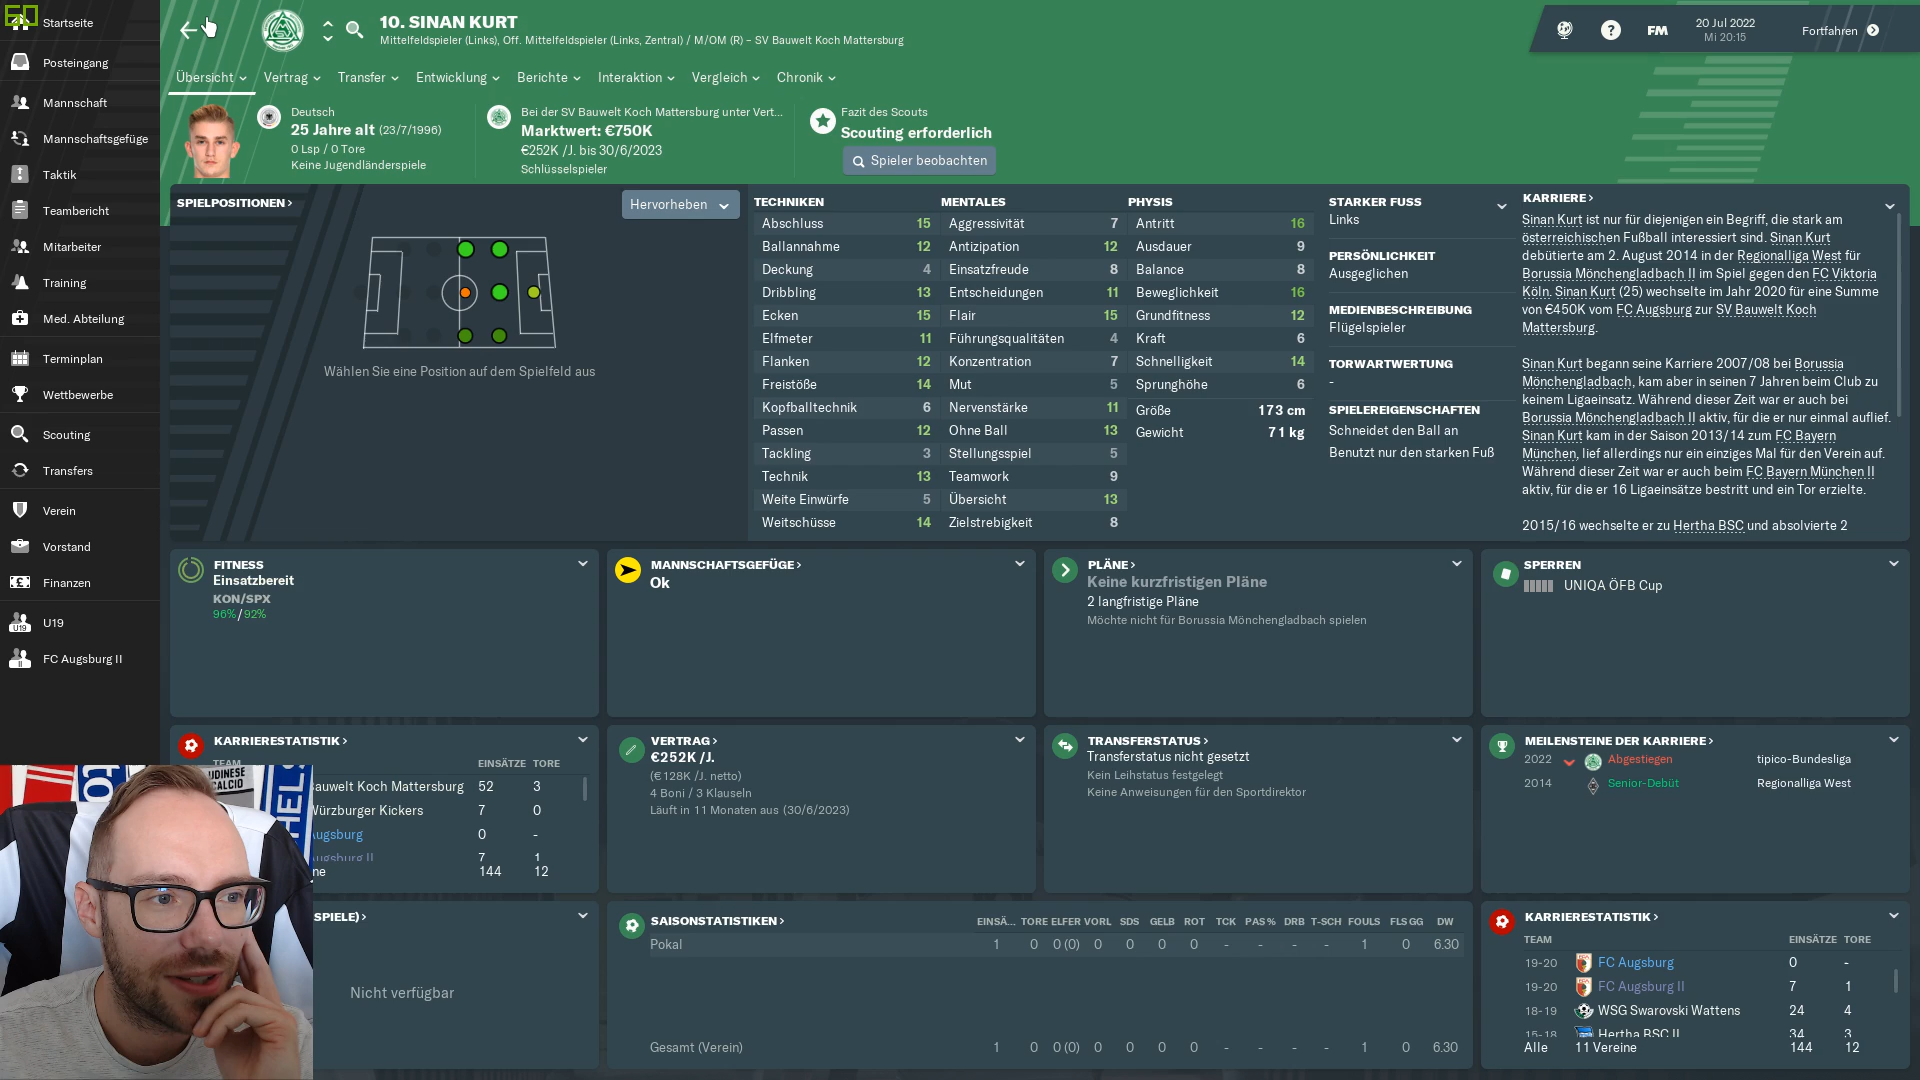 60
Startseite
Posteingang
Mannschaft
Mannschaftsgefüge
Taktik
Teambericht
Mitarbeiter
Training
Med. Abteilung
Terminplan
Wettbewerbe
Scouting
Transfers
Verein
Vorstand
Finanzen
U19
FC Augsburg II
10. SINAN KURT
Mittelfeldspieler (Links), Off. Mittelfeldspieler (Links, Zentral) / M/OM (R) – SV Bauwelt Koch Mattersburg
FM
20 Jul 2022
Mi 20:15
Fortfahren
Übersicht Vertrag Transfer Entwicklung Berichte Interaktion Vergleich Chronik
Deutsch
25 Jahre alt (23/7/1996)
0 Lsp / 0 Tore
Keine Jugendländerspiele
Bei der SV Bauwelt Koch Mattersburg unter Vert...
Marktwert: €750K
€252K /J. bis 30/6/2023
Schlüsselspieler
Fazit des Scouts
Scouting erforderlich
Spieler beobachten
SPIELPOSITIONEN
Hervorheben
Wählen Sie eine Position auf dem Spielfeld aus
TECHNIKEN
Abschluss 15
Ballannahme 12
Deckung 4
Dribbling 13
Ecken 15
Elfmeter 11
Flanken 12
Freistöße 14
Kopfballtechnik 6
Passen 12
Tackling 3
Technik 13
Weite Einwürfe 5
Weitschüsse 14
MENTALES
Aggressivität 7
Antizipation 12
Einsatzfreude 8
Entscheidungen 11
Flair 15
Führungsqualitäten 4
Konzentration 7
Mut 5
Nervenstärke 11
Ohne Ball 13
Stellungsspiel 5
Teamwork 9
Übersicht 13
Zielstrebigkeit 8
PHYSIS
Antritt 16
Ausdauer 9
Balance 8
Beweglichkeit 16
Grundfitness 12
Kraft 6
Schnelligkeit 14
Sprunghöhe 6
Größe 173 cm
Gewicht 71 kg
STARKER FUSS
Links
PERSÖNLICHKEIT
Ausgeglichen
MEDIENBESCHREIBUNG
Flügelspieler
TORWARTWERTUNG
-
SPIELEREIGENSCHAFTEN
Schneidet den Ball an
Benutzt nur den starken Fuß
KARRIERE
Sinan Kurt ist nur für diejenigen ein Begriff, die stark am
österreichischen Fußball interessiert sind. Sinan Kurt
debütierte am 2. August 2014 in der Regionalliga West für
Borussia Mönchengladbach II im Spiel gegen den FC Viktoria
Köln. Sinan Kurt (25) wechselte im Jahr 2020 für eine Summe
von €450K vom FC Augsburg zur SV Bauwelt Koch
Mattersburg.
Sinan Kurt begann seine Karriere 2007/08 bei Borussia
Mönchengladbach, kam aber in seinen 7 Jahren beim Club zu
keinem Ligaeinsatz. Während dieser Zeit war er auch bei
Borussia Mönchengladbach II aktiv, für die er nur einmal auflief.
Sinan Kurt kam in der Saison 2013/14 zum FC Bayern
München, lief allerdings nur ein einziges Mal für den Verein auf.
Während dieser Zeit war er auch beim FC Bayern München II
aktiv, für die er 16 Ligaeinsätze bestritt und ein Tor erzielte.
2015/16 wechselte er zu Hertha BSC und absolvierte 2
FITNESS
Einsatzbereit
KON/SPX
96%/92%
MANNSCHAFTSGEFÜGE
Ok
PLÄNE
Keine kurzfristigen Pläne
2 langfristige Pläne
Möchte nicht für Borussia Mönchengladbach spielen
SPERREN
UNIQA ÖFB Cup
KARRIERESTATISTIK
TEAM EINSÄTZE TORE
Bauwelt Koch Mattersburg 52 3
Würzburger Kickers 7 0
Augsburg 0 -
Augsburg II 7 1
ne 144 12
VERTRAG
€252K /J.
(€128K /J. netto)
4 Boni / 3 Klauseln
Läuft in 11 Monaten aus (30/6/2023)
TRANSFERSTATUS
Transferstatus nicht gesetzt
Kein Leihstatus festgelegt
Keine Anweisungen für den Sportdirektor
MEILENSTEINE DER KARRIERE
2022 Abgestiegen tipico-Bundesliga
2014 Senior-Debüt Regionalliga West
UDINESE
CALCIO
SPIELE)
Nicht verfügbar
SAISONSTATISTIKEN
EINSÄ... TORE ELFER VORL SDS GELB ROT TCK PAS % DRB T-SCH FOULS FLS GG DW
Pokal 1 0 0 (0) 0 0 0 0 - - - - 1 0 6.30
Gesamt (Verein) 1 0 0 (0) 0 0 0 0 - - - - 1 0 6.30
KARRIERESTATISTIK
TEAM EINSÄTZE TORE
19-20 FC Augsburg 0 -
19-20 FC Augsburg II 7 1
18-19 WSG Swarovski Wattens 24 4
15-18 Hertha BSC II 34 3
Alle 11 Vereine 144 12